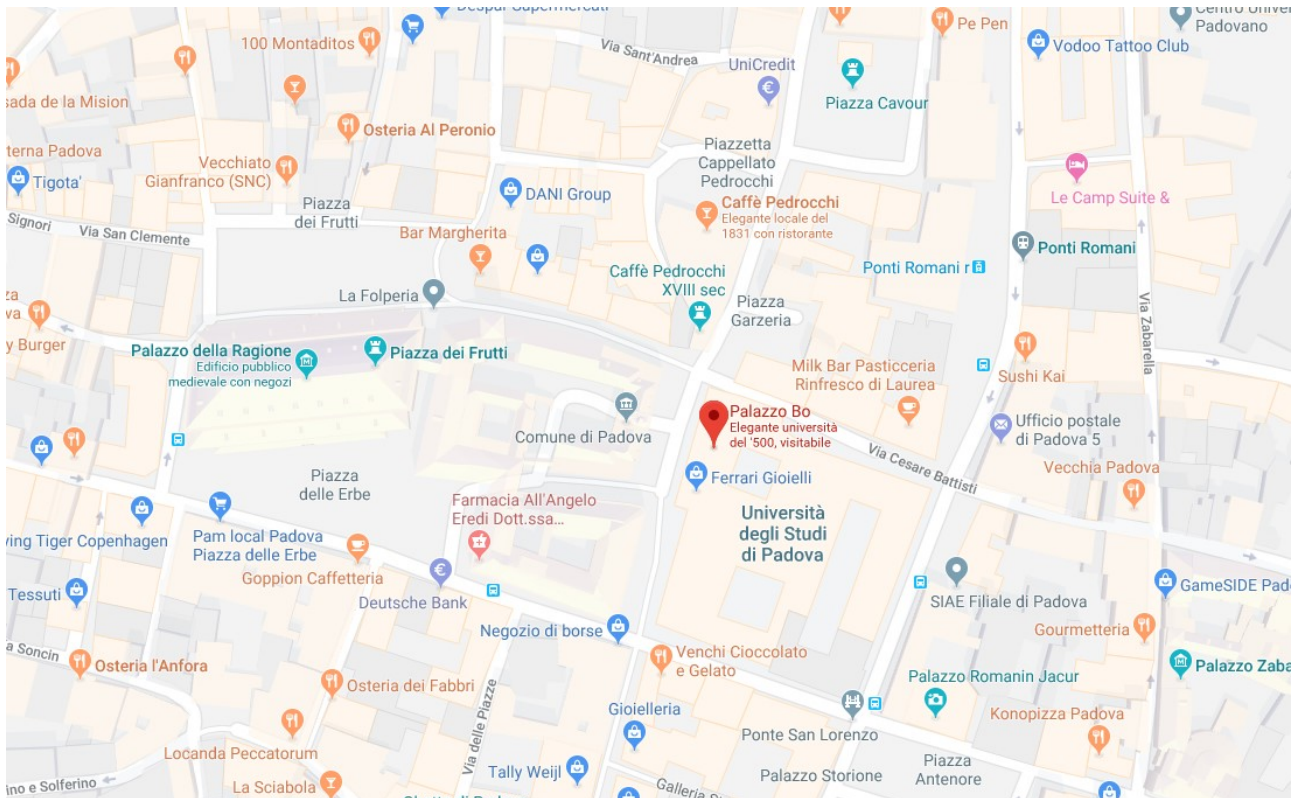 Despar Supermercati
Centro Univer
Padovano
Pe Pen
100 Montaditos
Via Sant'Andrea
Vodoo Tattoo Club
UniCredit
sada de la Mision
Piazza Cavour
Osteria Al Peronio
terna Padova
Piazzetta
Cappellato
Pedrocchi
Vecchiato
Gianfranco (SNC)
Tigota'
DANI Group
Le Camp Suite &
Caffè Pedrocchi
Elegante locale del
1831 con ristorante
Piazza
dei Frutti
Signori
Via San Clemente
Bar Margherita
Ponti Romani
Ponti Romani r
Caffè Pedrocchi
XVIII sec
La Folperia
Piazza
Garzeria
Via Zabarella
y Burger
Palazzo della Ragione
Edificio pubblico
medievale con negozi
Piazza dei Frutti
Milk Bar Pasticceria
Rinfresco di Laurea
Sushi Kai
Palazzo Bo
Elegante università
del '500, visitabile
Comune di Padova
Ufficio postale
di Padova 5
Via Cesare Battisti
Vecchia Padova
Piazza
delle Erbe
Ferrari Gioielli
Farmacia All'Angelo
Eredi Dott.ssa...
Università
degli Studi
di Padova
ying Tiger Copenhagen
Pam local Padova
Piazza delle Erbe
Goppion Caffetteria
Deutsche Bank
Tessuti
SIAE Filiale di Padova
GameSIDE Pado
Negozio di borse
Gourmetteria
a Soncin
Osteria l'Anfora
Venchi Cioccolato
e Gelato
Palazzo Zaba
Osteria dei Fabbri
Palazzo Romanin Jacur
Via delle Piazze
Gioielleria
Konopizza Padova
Ponte San Lorenzo
Locanda Peccatorum
Piazza
Antenore
Tally Weijl
Palazzo Storione
ino e Solferino
La Sciabola